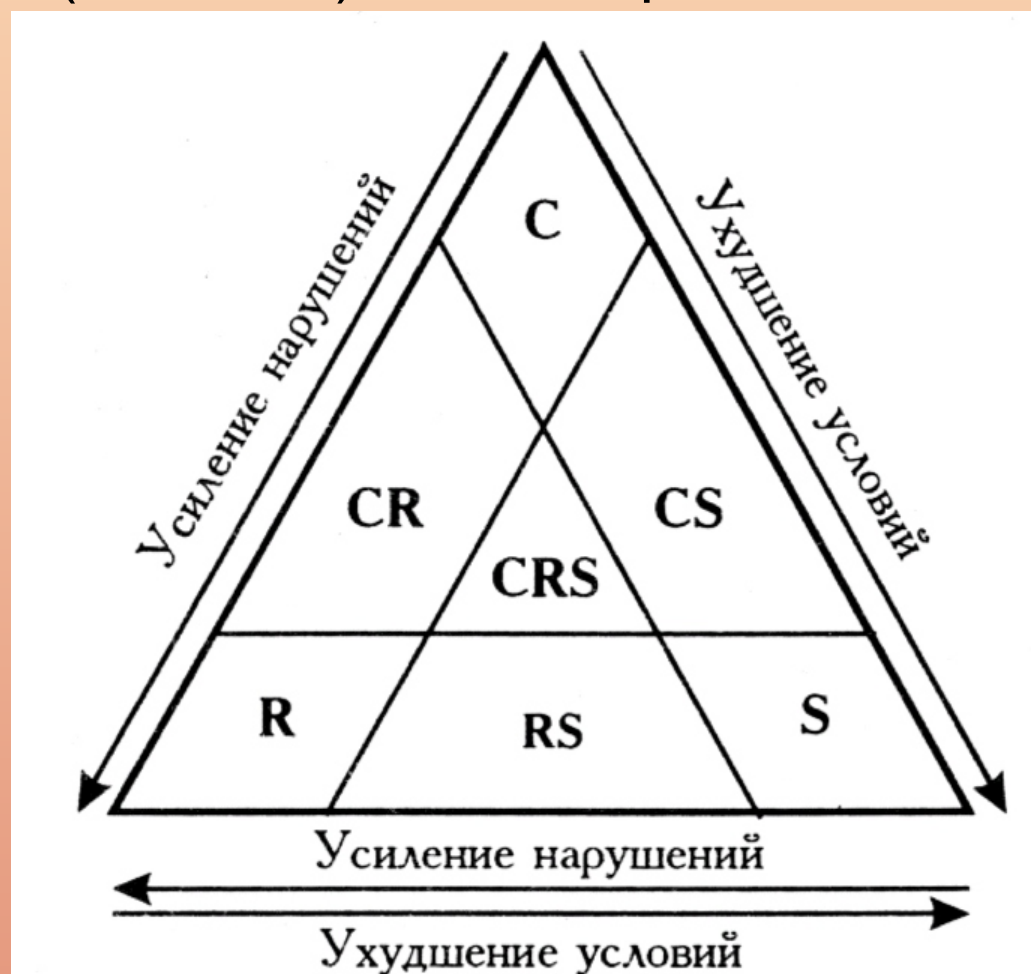 C
Усиление нарушений
Ухудшение условий
CR
CS
CRS
R
RS
S
Усиление нарушений
Ухудшение условий